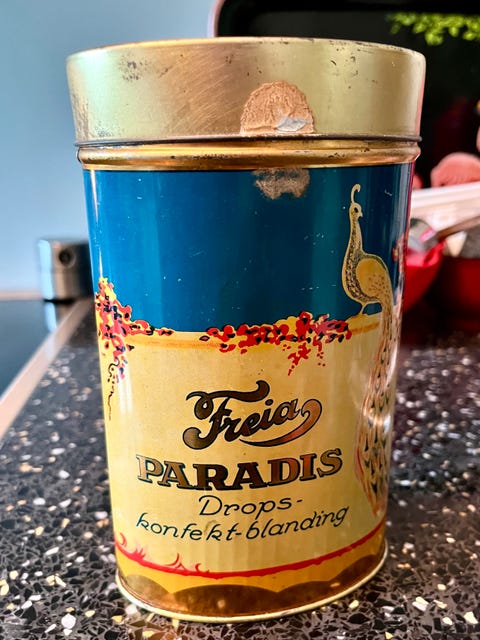 Freia
PARADIS
Drops-
konfekt-blanding